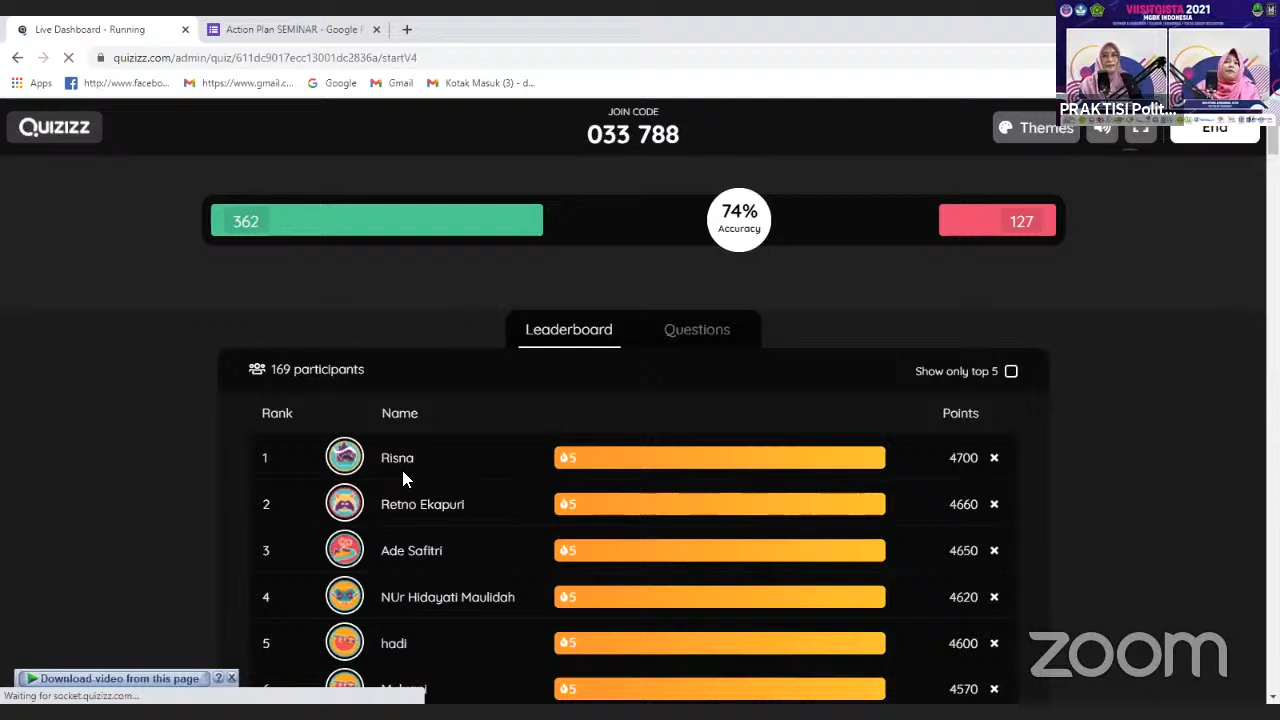 Live Dashboard - Running
Action Plan SEMINAR - Google F
quizizz.com/admin/quiz/611dc9017ecc13001dc2836a/startV4
Apps
http://www.facebo...
https://www.gmail.c...
Google
Gmail
Kotak Masuk (5) - d...
VIISITQISTA 2021
MGBK INDONESIA
PRAKTISI Polit...
Quizizz
JOIN CODE
033 788
Themes
End
362
74%
Accuracy
127
Leaderboard
Questions
169 participants
Show only top 5
Rank
Name
Points
1 Risna 5 4700
2 Retno Ekapuri 5 4660
3 Ade Safitri 5 4650
4 NUr Hidayati Maulidah 5 4620
5 hadi 5 4600
5 4570
zoom
Download video from this page
?
Waiting for socket.quizizz.com...